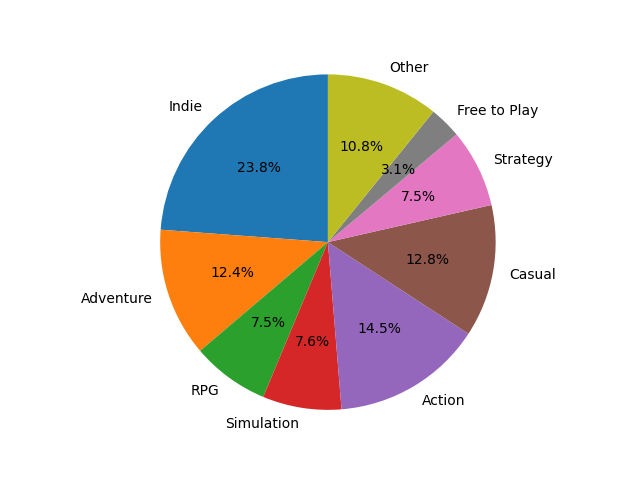 Other
Indie
Free to Play
10.8%
Strategy
23.8%
3.1%
7.5%
12.8%
12.4%
Casual
Adventure
7.5%
14.5%
7.6%
RPG
Action
Simulation